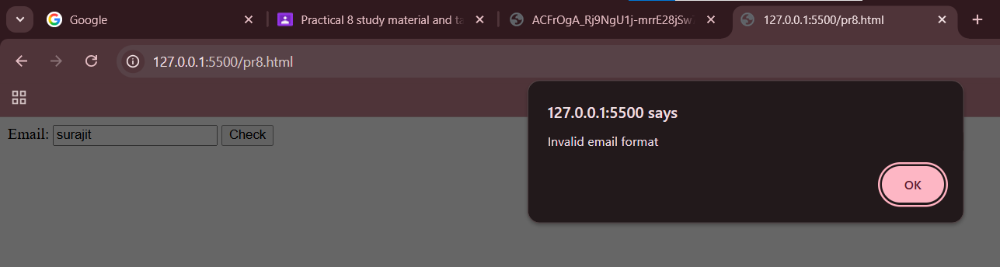 Google
Practical 8 study material and ta
ACFrOgA_Rj9NgU1j-mrrE28jSw
127.0.0.1:5500/pr8.html
127.0.0.1:5500/pr8.html
127.0.0.1:5500 says
Invalid email format
OK
Email: surajit Check